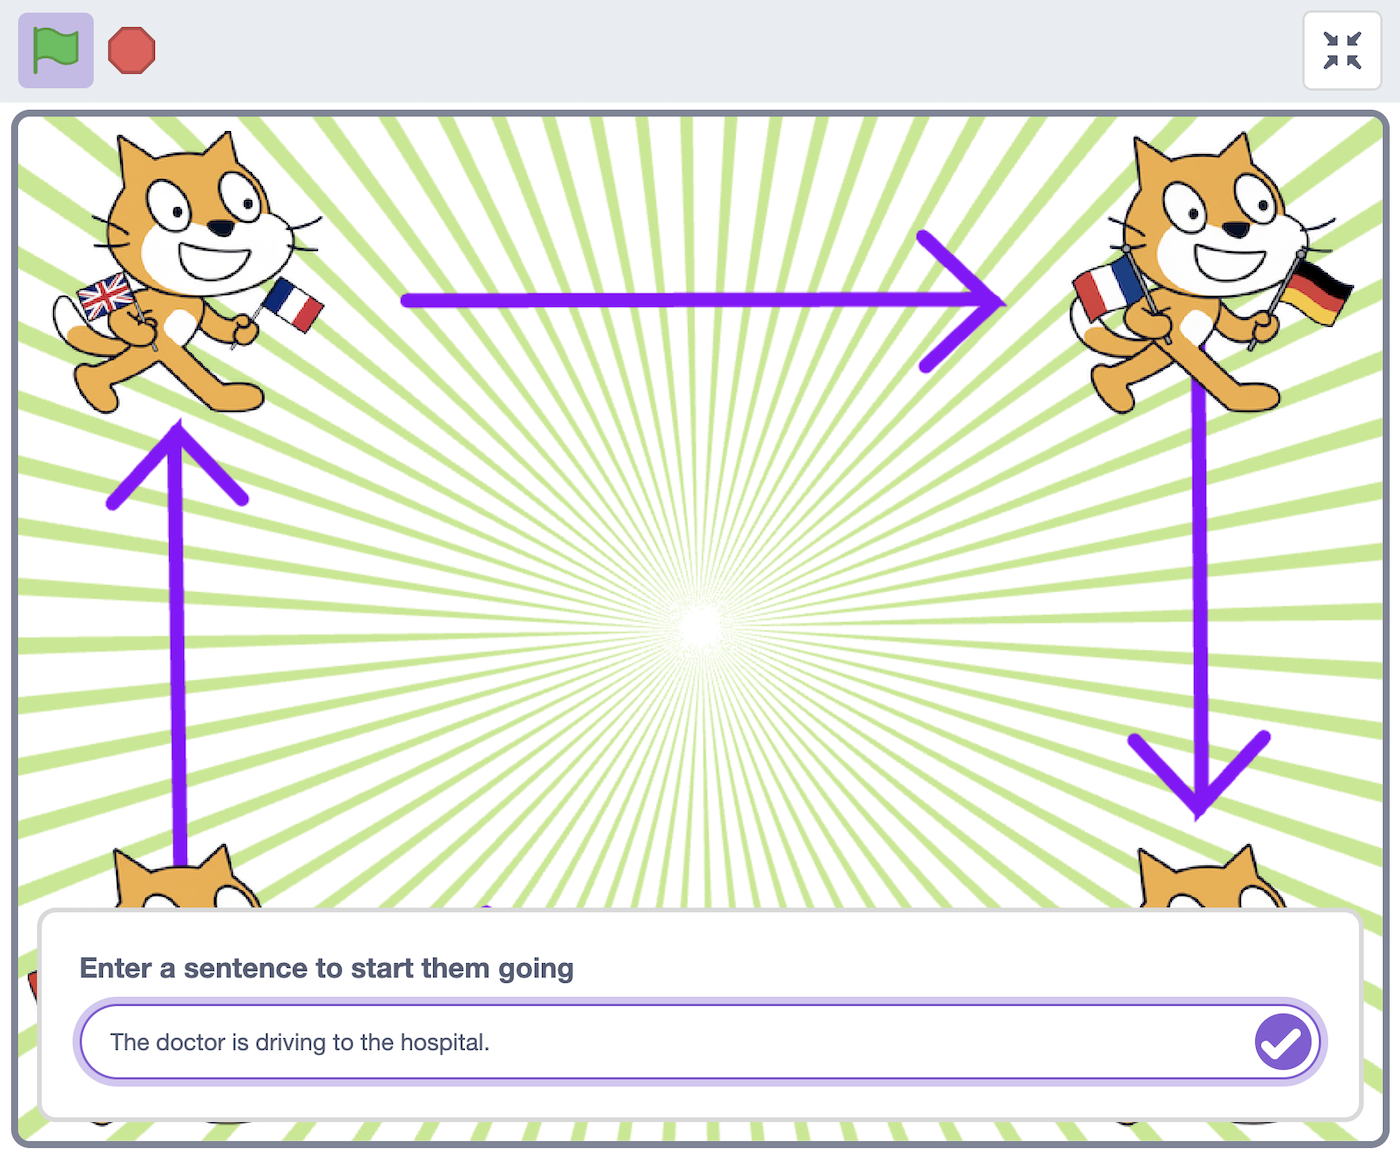 Enter a sentence to start them going
The doctor is driving to the hospital.